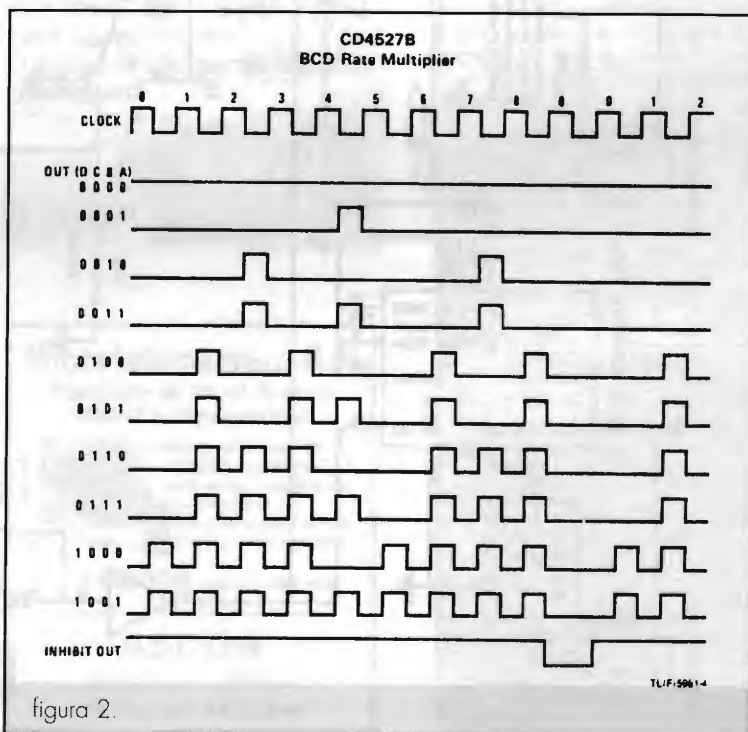 CD4527B
BCD Rate Multiplier
0 1 2 3 4 5 6 7 8 9 0 1 2
CLOCK
OUT (D C B A)
0 0 0 0
0 0 0 1
0 0 1 0
0 0 1 1
0 1 0 0
0 1 0 1
0 1 1 0
0 1 1 1
1 0 0 0
1 0 0 1
INHIBIT OUT
TL/F/5961-4
figura 2.